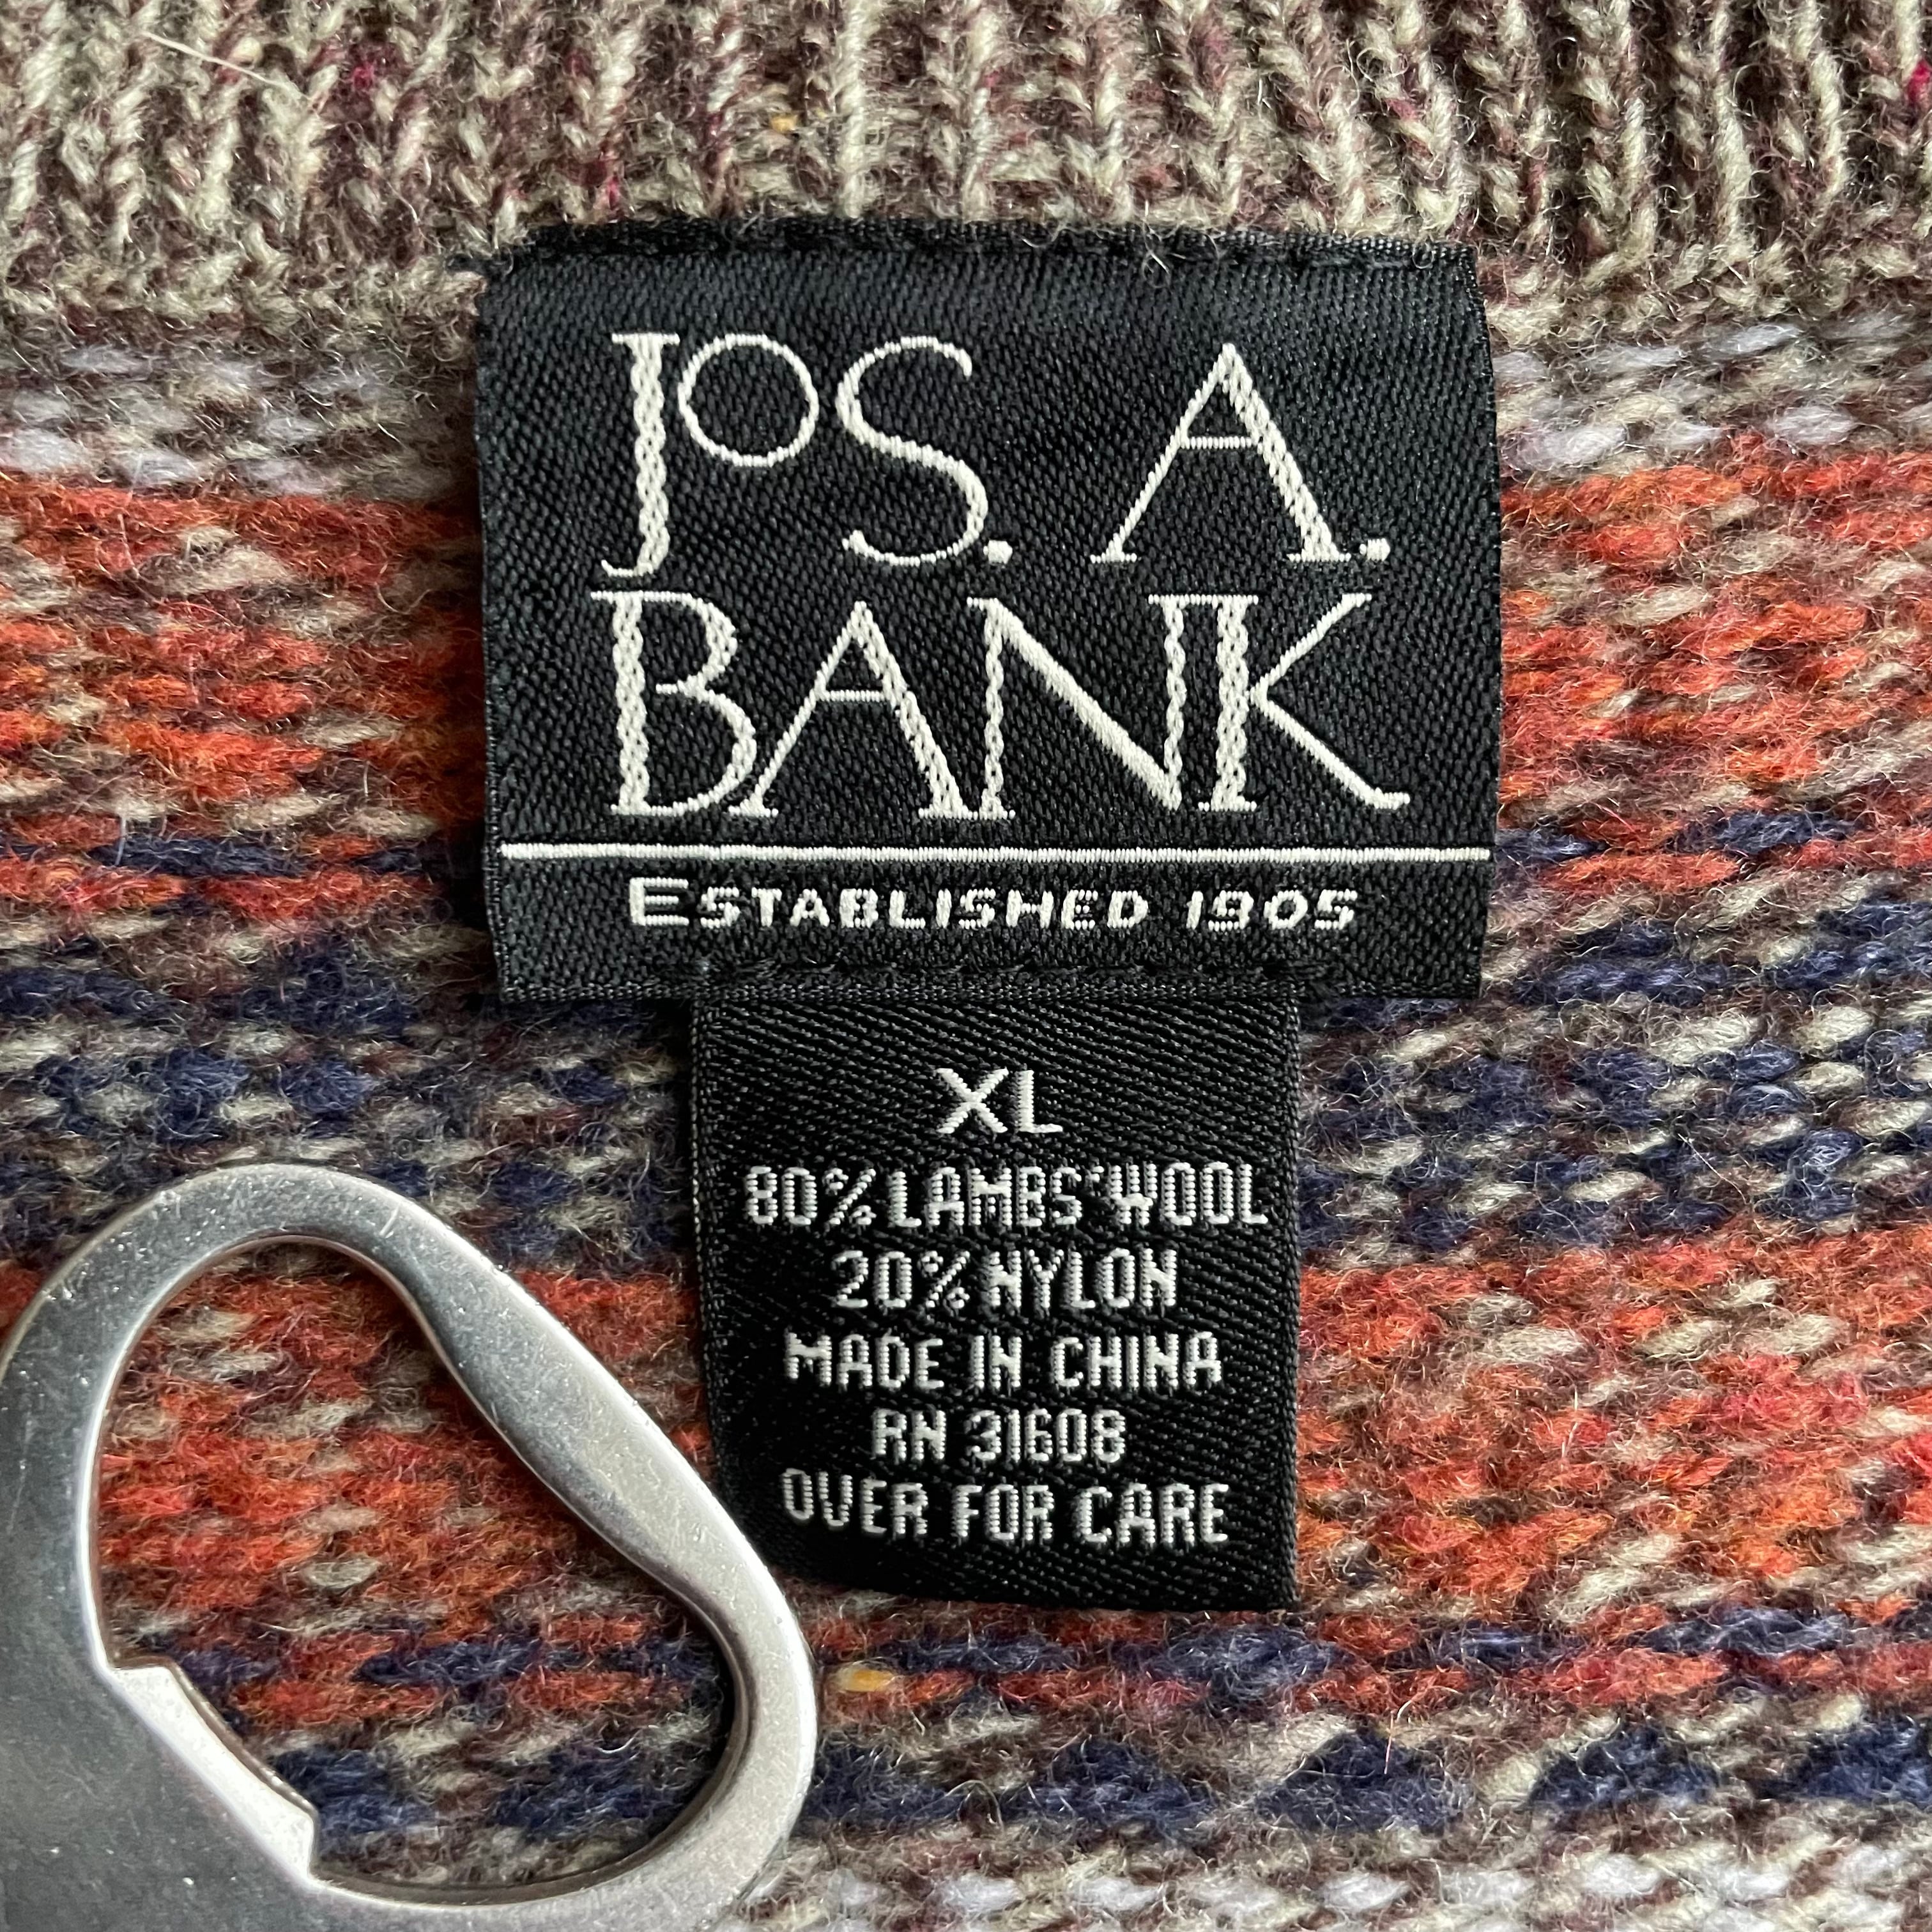 JOS. A.
BANK
ESTABLISHED 1905
XL
80% LAMBS' WOOL
20% NYLON
MADE IN CHINA
RN 31608
OVER FOR CARE